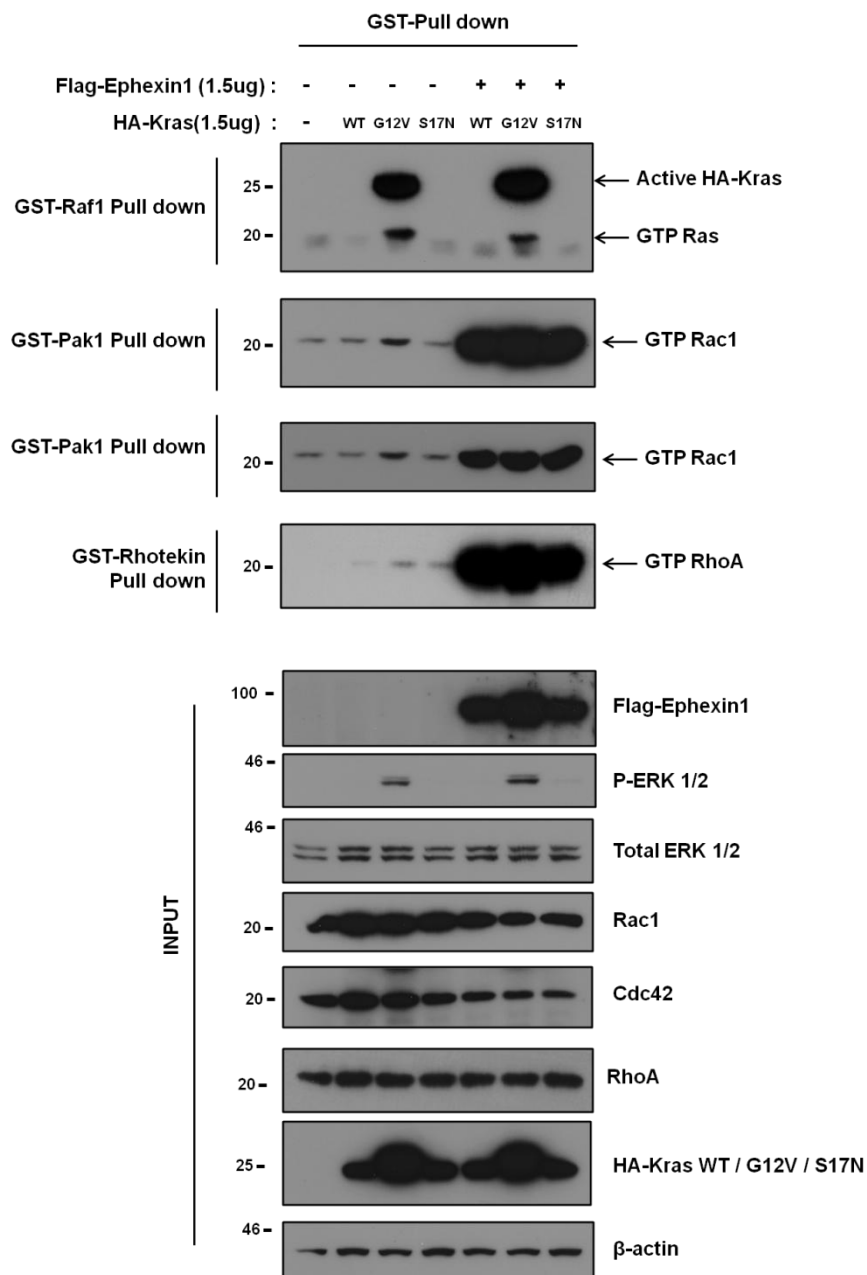 GST-Pull down
Flag-Ephexin1 (1.5ug) : - - - - + + +
HA-Kras(1.5ug) : - WT G12V S17N WT G12V S17N
GST-Raf1 Pull down
25
20
Active HA-Kras
GTP Ras
GST-Pak1 Pull down
20
GTP Rac1
GST-Pak1 Pull down
20
GTP Rac1
GST-Rhotekin
Pull down
20
GTP RhoA
INPUT
100
Flag-Ephexin1
46
P-ERK 1/2
46
Total ERK 1/2
20
Rac1
20
Cdc42
20
RhoA
25
HA-Kras WT / G12V / S17N
46
β-actin